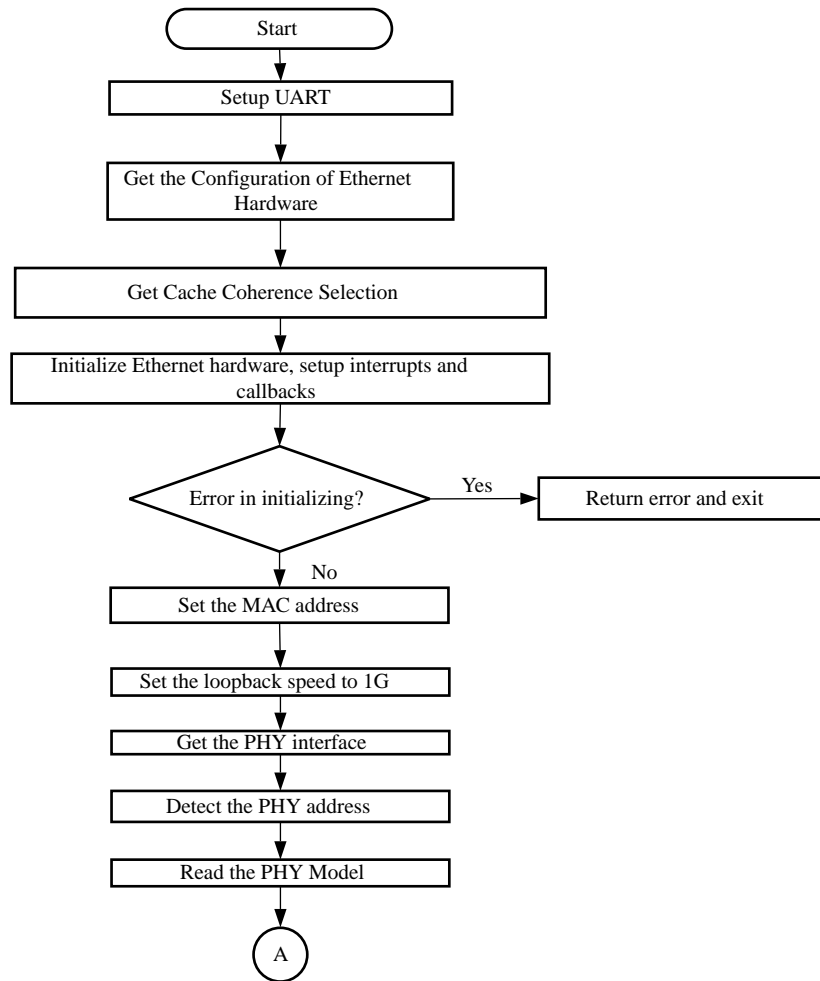 Start
Setup UART
Get the Configuration of Ethernet
Hardware
Get Cache Coherence Selection
Initialize Ethernet hardware, setup interrupts and
callbacks
Error in initializing?
Yes
Return error and exit
No
Set the MAC address
Set the loopback speed to 1G
Get the PHY interface
Detect the PHY address
Read the PHY Model
A